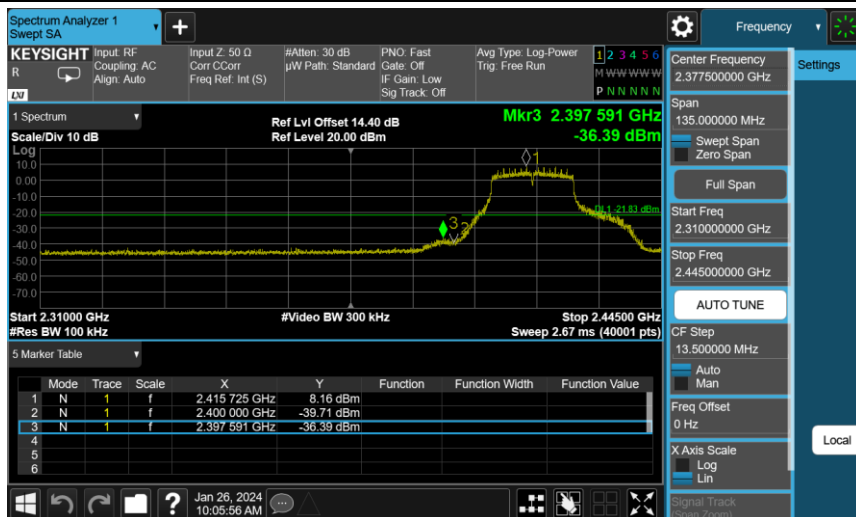 Spectrum Analyzer 1
Swept SA
+
Frequency
KEYSIGHT
R
LXI
Input: RF
Coupling: AC
Align: Auto
Input Z: 50 Ω
Corr CCorr
Freq Ref: Int (S)
#Atten: 30 dB
µW Path: Standard
PNO: Fast
Gate: Off
IF Gain: Low
Sig Track: Off
Avg Type: Log-Power
Trig: Free Run
1 2 3 4 5 6
M W W W W W
P N N N N N
1 Spectrum
Scale/Div 10 dB
Ref Lvl Offset 14.40 dB
Ref Level 20.00 dBm
Mkr3 2.397 591 GHz
-36.39 dBm
Log
10.0
0.00
-10.0
-20.0
-30.0
-40.0
-50.0
-60.0
-70.0
1
DL1 -21.83 dBm
3
2
Start 2.31000 GHz
#Video BW 300 kHz
Stop 2.44500 GHz
#Res BW 100 kHz
Sweep 2.67 ms (40001 pts)
5 Marker Table
Mode Trace Scale X Y Function Function Width Function Value
1 N 1 f 2.415 725 GHz 8.16 dBm
2 N 1 f 2.400 000 GHz -39.71 dBm
3 N 1 f 2.397 591 GHz -36.39 dBm
4
5
6
?
Jan 26, 2024
10:05:56 AM
Center Frequency
2.377500000 GHz
Span
135.000000 MHz
Swept Span
Zero Span
Full Span
Start Freq
2.310000000 GHz
Stop Freq
2.445000000 GHz
AUTO TUNE
CF Step
13.500000 MHz
Auto
Man
Freq Offset
0 Hz
X Axis Scale
Log
Lin
Signal Track
(Span Zoom)
Settings
Local